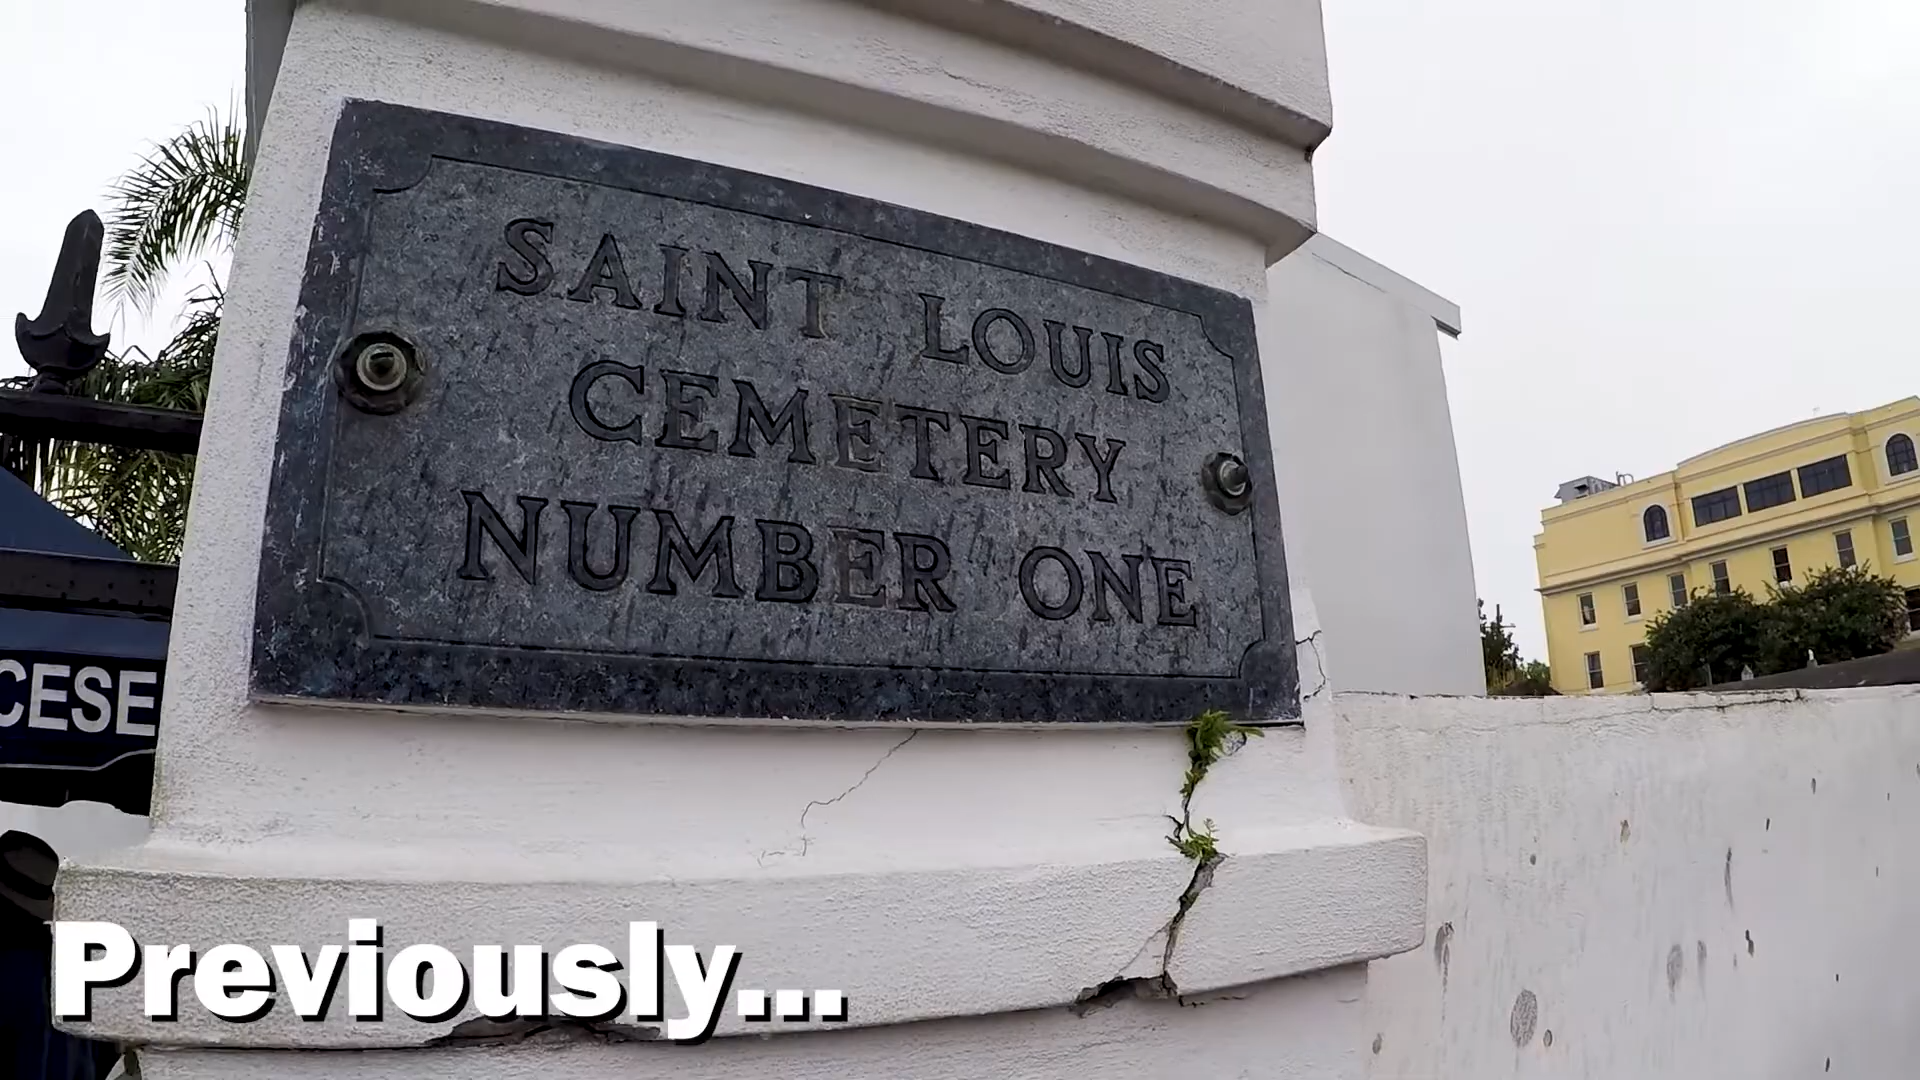 SAINT LOUIS
CEMETERY
NUMBER ONE
CESE
Previously...